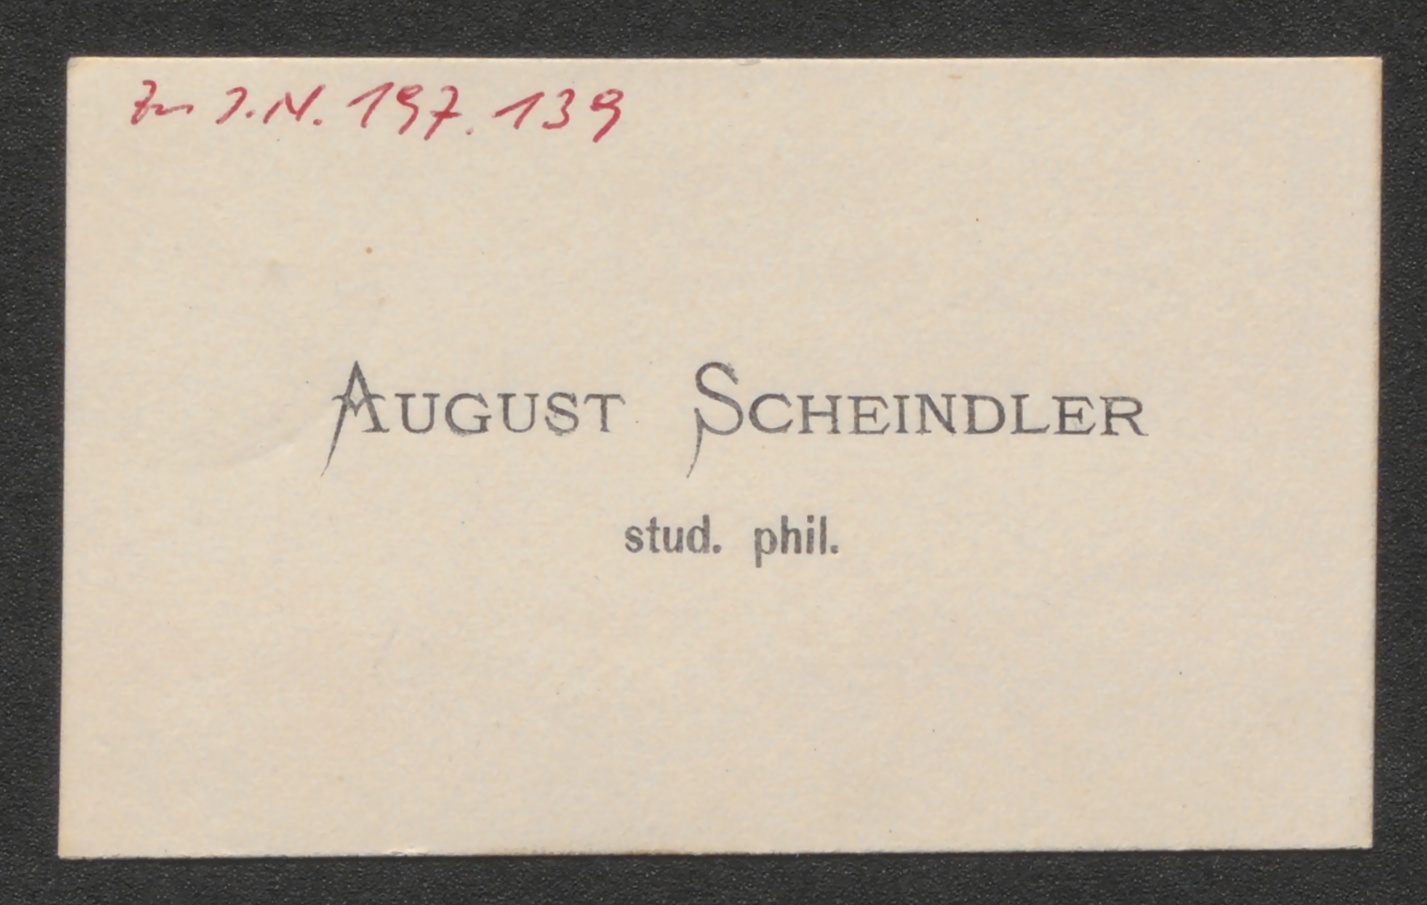 Zu I.N. 197.139
AUGUST SCHEINDLER
stud. phil.